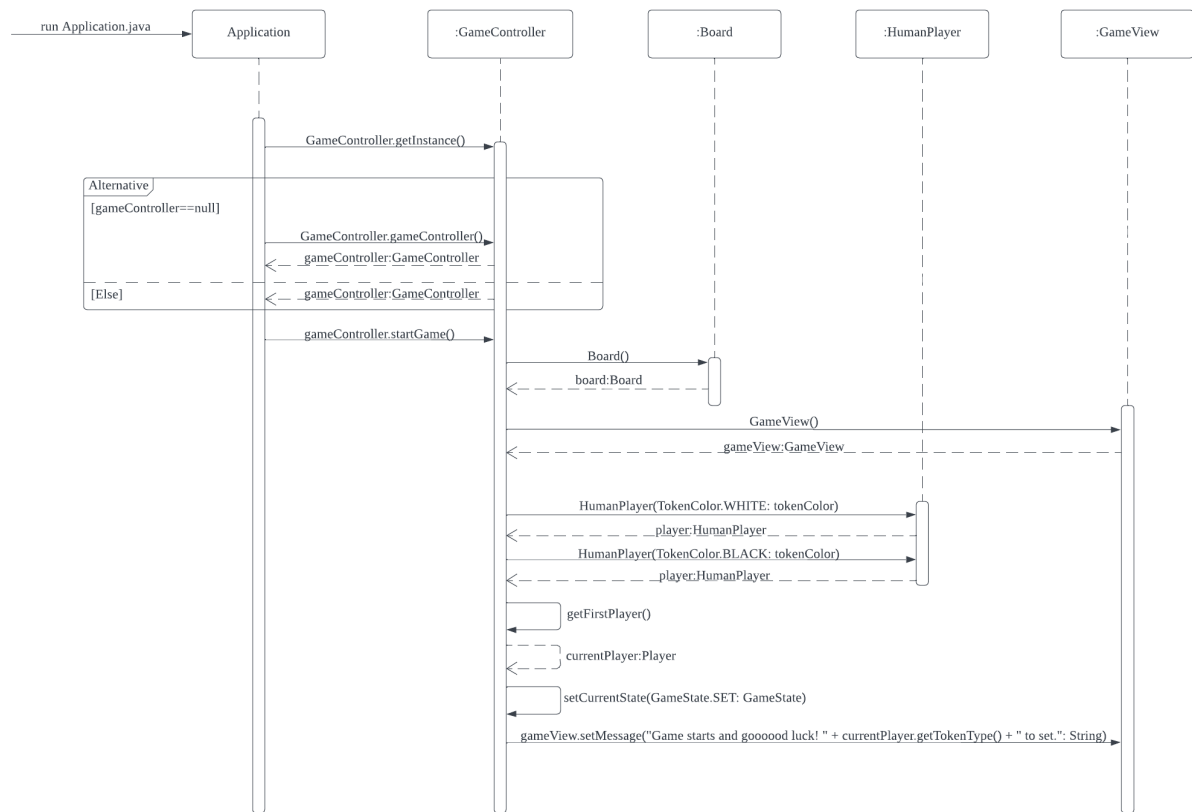 run Application.java
Application
:GameController
:Board
:HumanPlayer
:GameView
GameController.getInstance()
Alternative
[gameController==null]
GameController.gameController()
gameController:GameController
[Else]
gameController:GameController
gameController.startGame()
Board()
board:Board
GameView()
gameView:GameView
HumanPlayer(TokenColor.WHITE: tokenColor)
player:HumanPlayer
HumanPlayer(TokenColor.BLACK: tokenColor)
player:HumanPlayer
getFirstPlayer()
currentPlayer:Player
setCurrentState(GameState.SET: GameState)
gameView.setMessage("Game starts and goooood luck! " + currentPlayer.getTokenType() + " to set.": String)